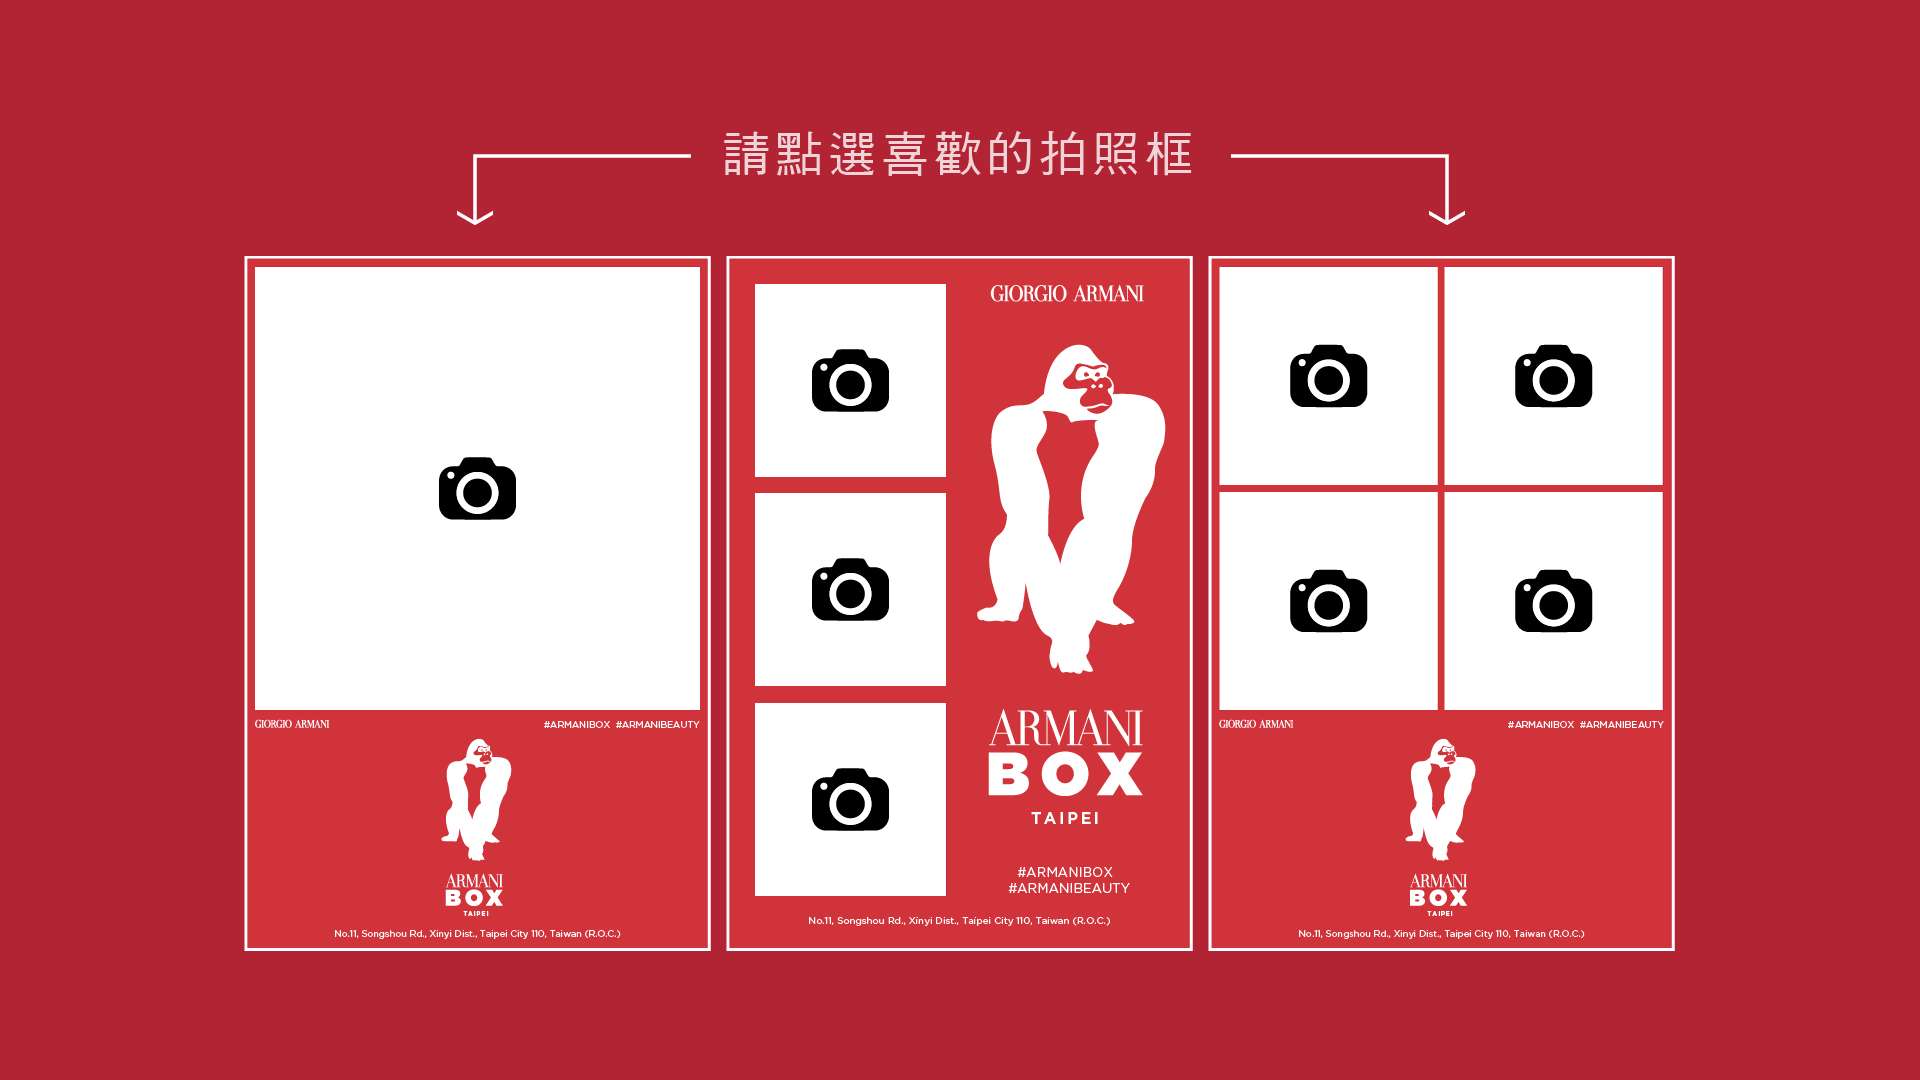 請點選喜歡的拍照框
GIORGIO ARMANI
#ARMANIBOX #ARMANIBEAUTY
ARMANI
BOX
TAIPEI
No.11, Songshou Rd., Xinyi Dist., Taipei City 110, Taiwan (R.O.C.)
GIORGIO ARMANI
ARMANI
BOX
TAIPEI
#ARMANIBOX
#ARMANIBEAUTY
No.11, Songshou Rd., Xinyi Dist., Taipei City 110, Taiwan (R.O.C.)
GIORGIO ARMANI
#ARMANIBOX #ARMANIBEAUTY
ARMANI
BOX
TAIPEI
No.11, Songshou Rd., Xinyi Dist., Taipei City 110, Taiwan (R.O.C.)